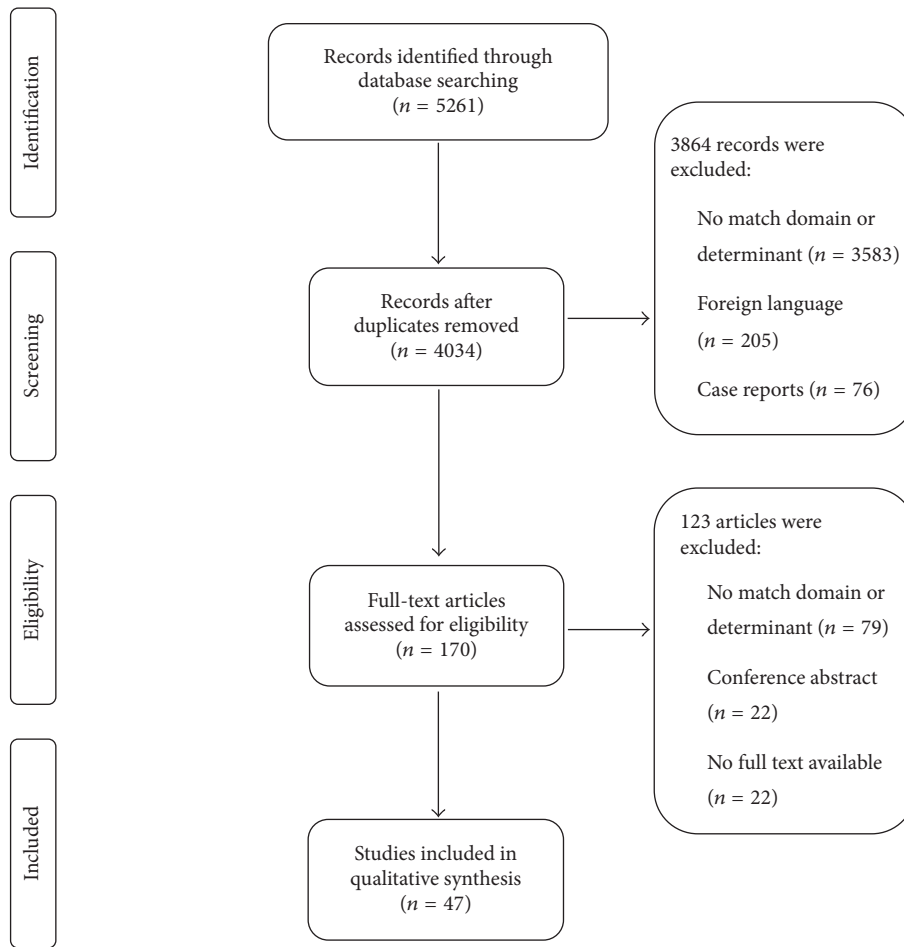 Identification
Records identified through
database searching
(n = 5261)
3864 records were
excluded:
No match domain or
determinant (n = 3583)
Foreign language
(n = 205)
Case reports (n = 76)
Screening
Records after
duplicates removed
(n = 4034)
Eligibility
Full-text articles
assessed for eligibility
(n = 170)
123 articles were
excluded:
No match domain or
determinant (n = 79)
Conference abstract
(n = 22)
No full text available
(n = 22)
Included
Studies included in
qualitative synthesis
(n = 47)